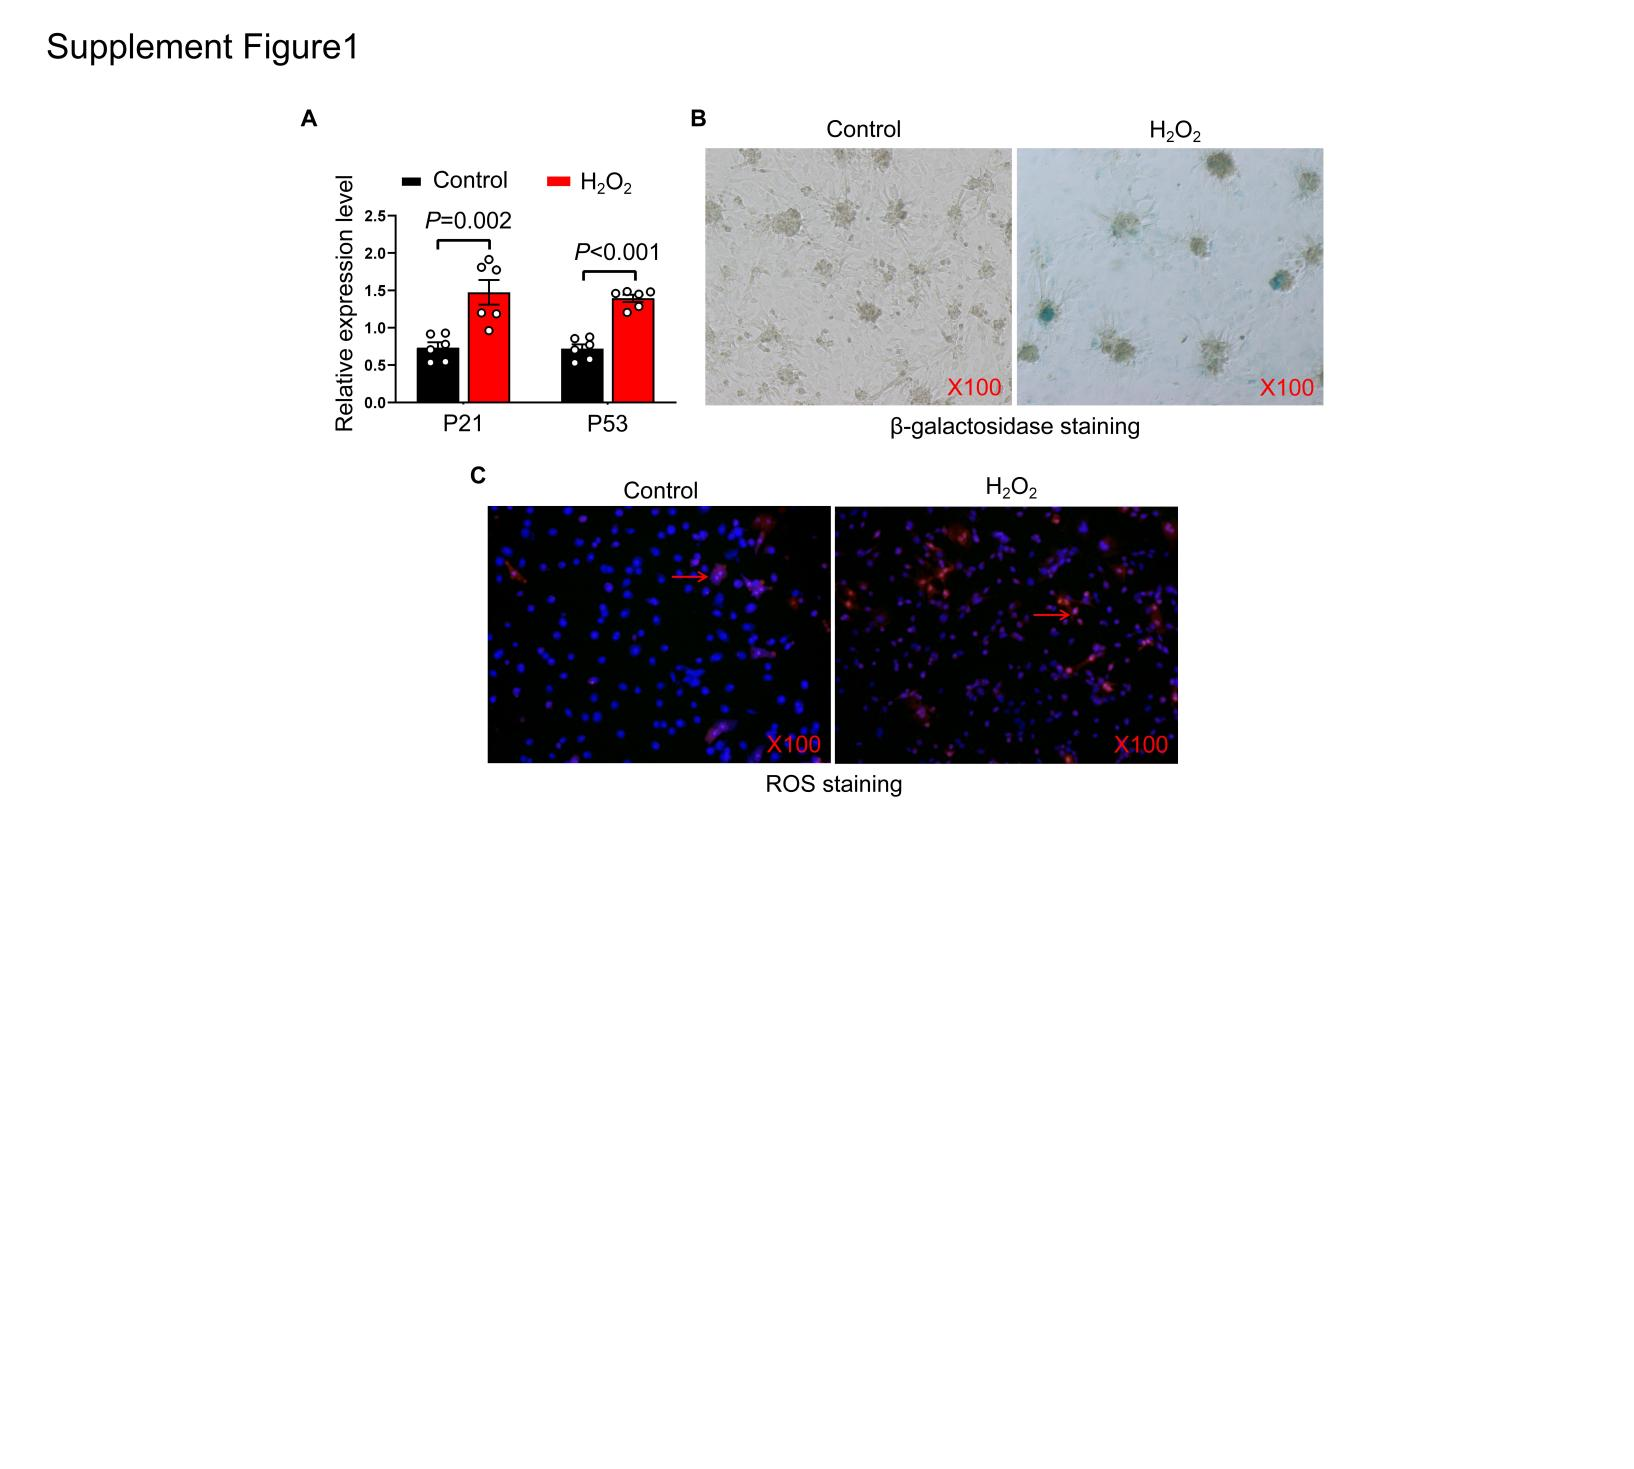 Supplement Figure1
A
Control
H₂O₂
Relative expression level
2.5
2.0
1.5
1.0
0.5
0.0
P=0.002
P<0.001
P21
P53
B
Control
H₂O₂
X100
X100
β-galactosidase staining
C
Control
H₂O₂
X100
X100
ROS staining